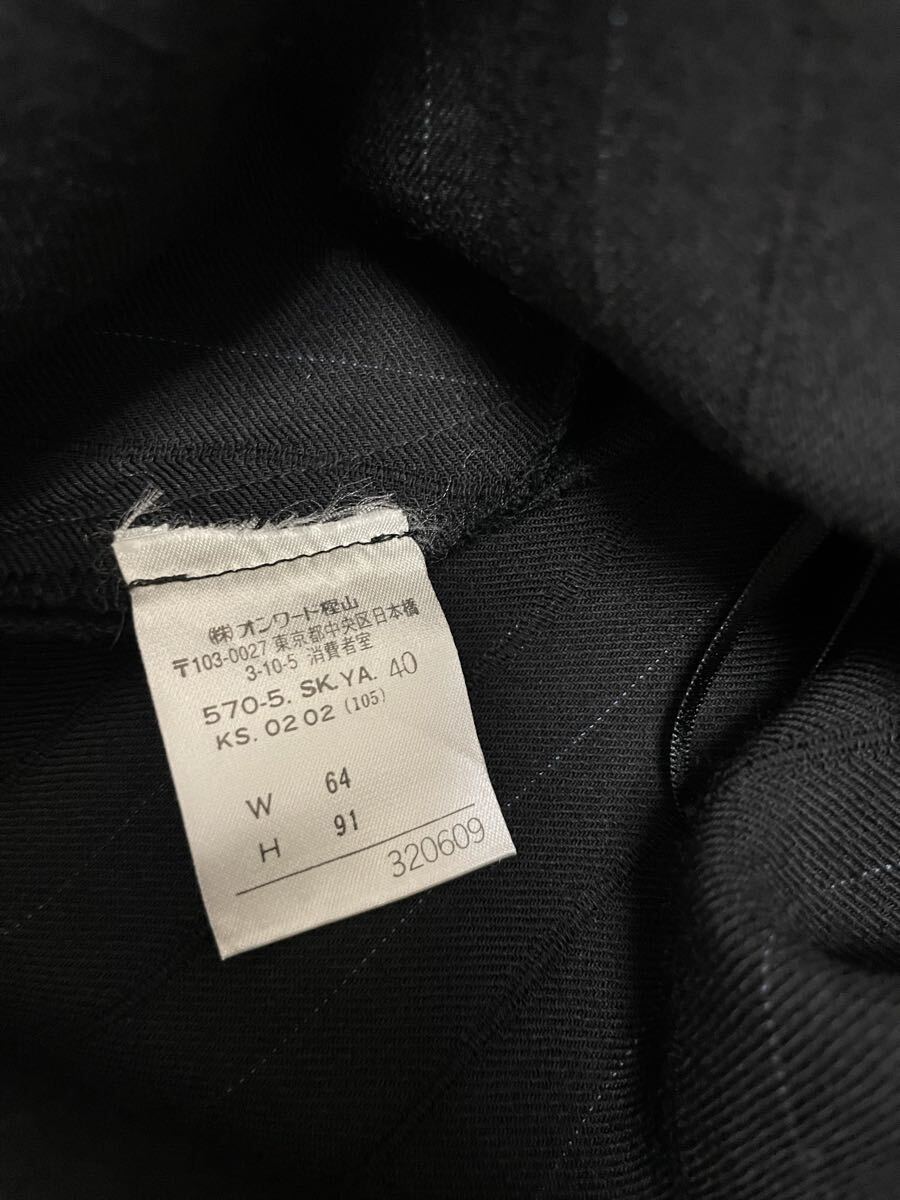 (株)オンワード樫山
〒103-0027 東京都中央区日本橋
3-10-5 消費者室
570-5. SK.YA. 40
KS. 02 02 (105)
W 64
H 91
320609